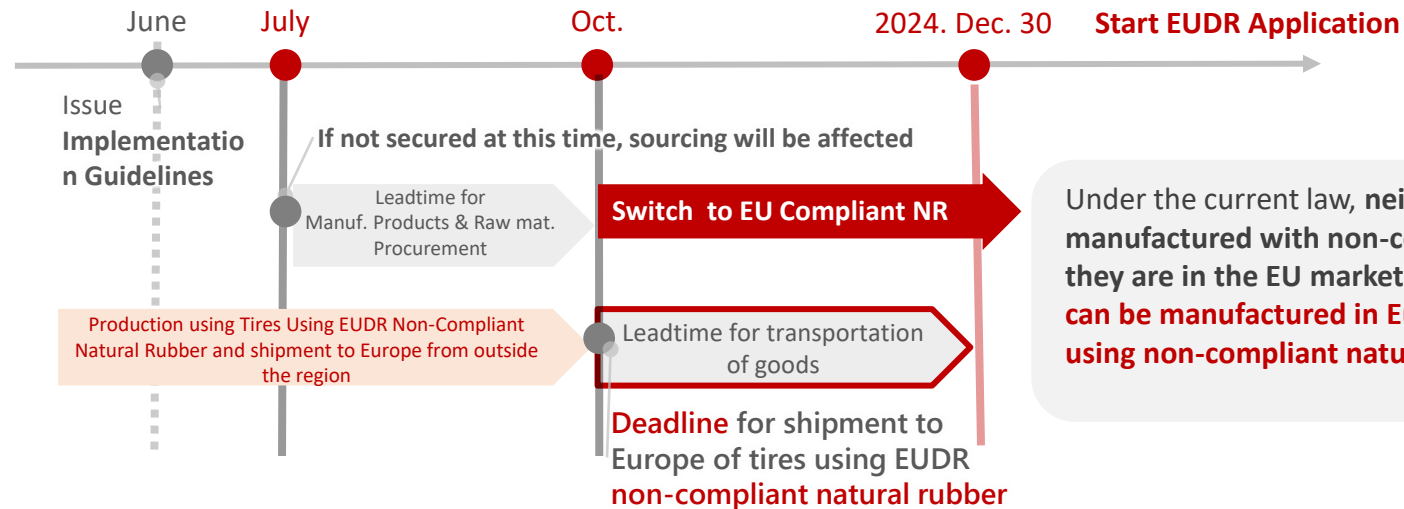 June
July
Oct.
2024. Dec. 30
Start EUDR Application
Issue
Implementatio
n Guidelines
If not secured at this time, sourcing will be affected
Leadtime for
Manuf. Products & Raw mat.
Procurement
Switch to EU Compliant NR
Under the current law, nei
manufactured with non-c
they are in the EU market
can be manufactured in E
using non-compliant natu
Production using Tires Using EUDR Non-Compliant
Natural Rubber and shipment to Europe from outside
the region
Leadtime for transportation
of goods
Deadline for shipment to
Europe of tires using EUDR
non-compliant natural rubber